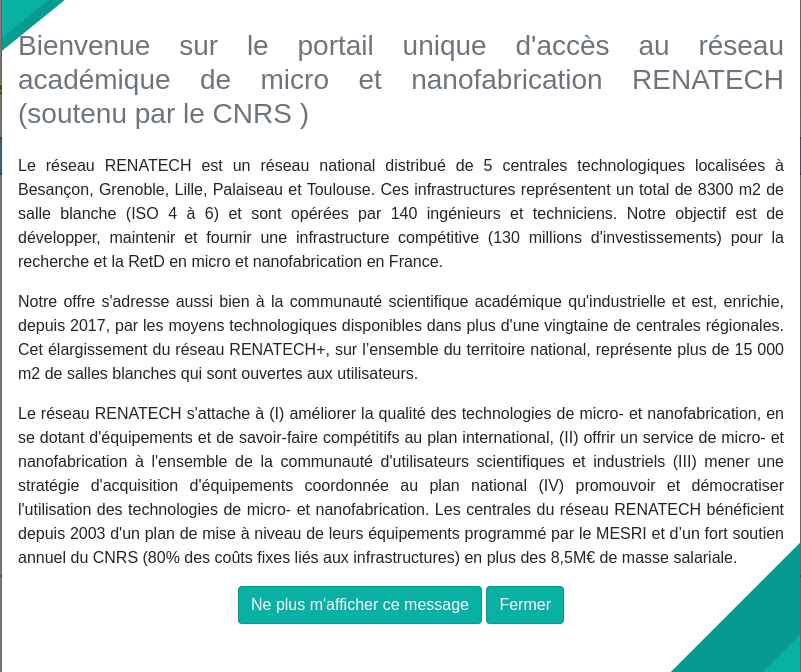 Bienvenue sur le portail unique d'accès au réseau
académique de micro et nanofabrication RENATECH
(soutenu par le CNRS )
Le réseau RENATECH est un réseau national distribué de 5 centrales technologiques localisées à
Besançon, Grenoble, Lille, Palaiseau et Toulouse. Ces infrastructures représentent un total de 8300 m2 de
salle blanche (ISO 4 à 6) et sont opérées par 140 ingénieurs et techniciens. Notre objectif est de
développer, maintenir et fournir une infrastructure compétitive (130 millions d'investissements) pour la
recherche et la RetD en micro et nanofabrication en France.
Notre offre s'adresse aussi bien à la communauté scientifique académique qu'industrielle et est, enrichie,
depuis 2017, par les moyens technologiques disponibles dans plus d'une vingtaine de centrales régionales.
Cet élargissement du réseau RENATECH+, sur l’ensemble du territoire national, représente plus de 15 000
m2 de salles blanches qui sont ouvertes aux utilisateurs.
Le réseau RENATECH s'attache à (I) améliorer la qualité des technologies de micro- et nanofabrication, en
se dotant d'équipements et de savoir-faire compétitifs au plan international, (II) offrir un service de micro- et
nanofabrication à l'ensemble de la communauté d'utilisateurs scientifiques et industriels (III) mener une
stratégie d'acquisition d'équipements coordonnée au plan national (IV) promouvoir et démocratiser
l'utilisation des technologies de micro- et nanofabrication. Les centrales du réseau RENATECH bénéficient
depuis 2003 d'un plan de mise à niveau de leurs équipements programmé par le MESRI et d’un fort soutien
annuel du CNRS (80% des coûts fixes liés aux infrastructures) en plus des 8,5M€ de masse salariale.
Ne plus m'afficher ce message Fermer